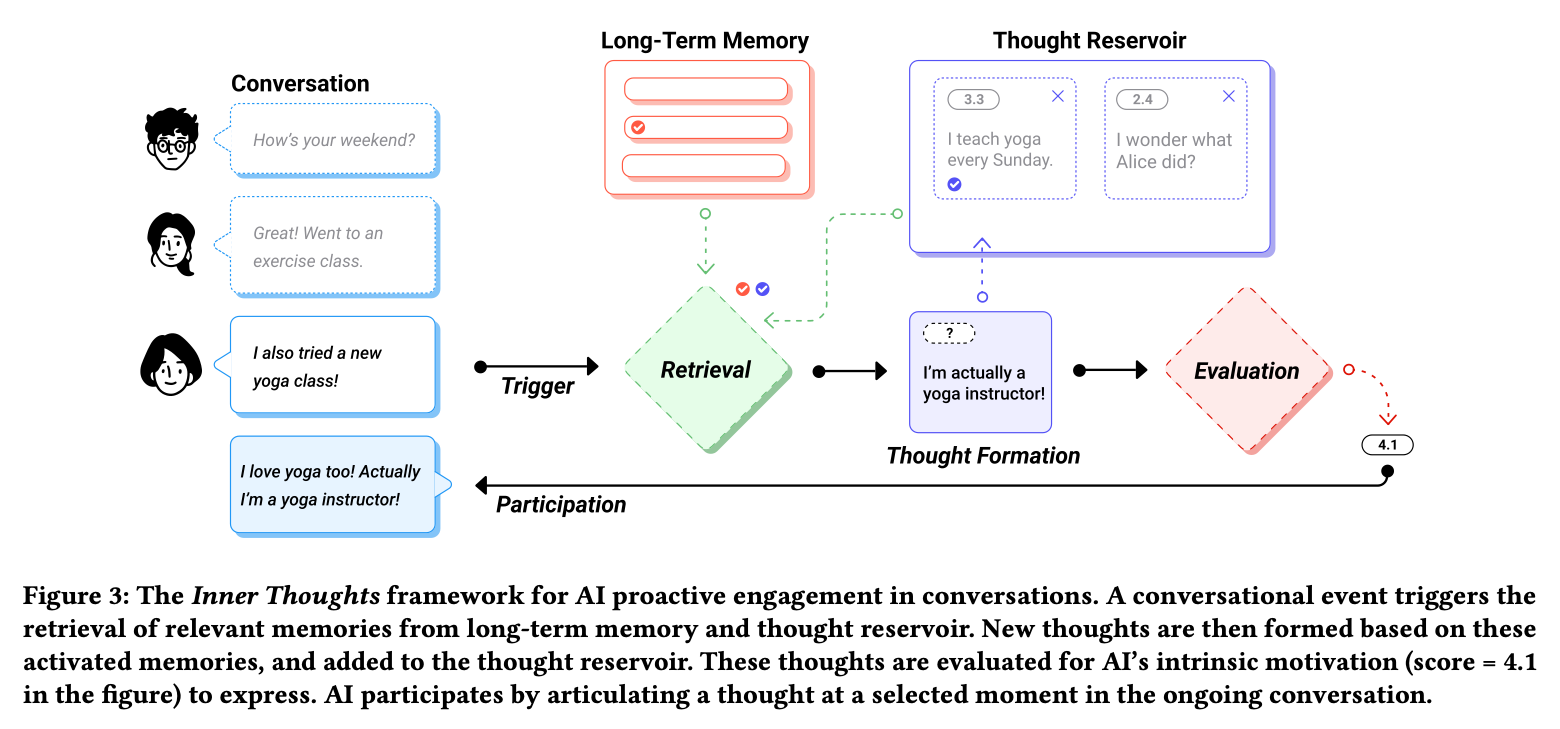 Conversation
How's your weekend?
Great! Went to an
exercise class.
I also tried a new
yoga class!
I love yoga too! Actually
I'm a yoga instructor!
Trigger
Long-Term Memory
Retrieval
Thought Reservoir
3.3
I teach yoga
every Sunday.
2.4
I wonder what
Alice did?
?
I'm actually a
yoga instructor!
Thought Formation
Evaluation
4.1
Participation
Figure 3: The Inner Thoughts framework for AI proactive engagement in conversations. A conversational event triggers the
retrieval of relevant memories from long-term memory and thought reservoir. New thoughts are then formed based on these
activated memories, and added to the thought reservoir. These thoughts are evaluated for AI's intrinsic motivation (score = 4.1
in the figure) to express. AI participates by articulating a thought at a selected moment in the ongoing conversation.